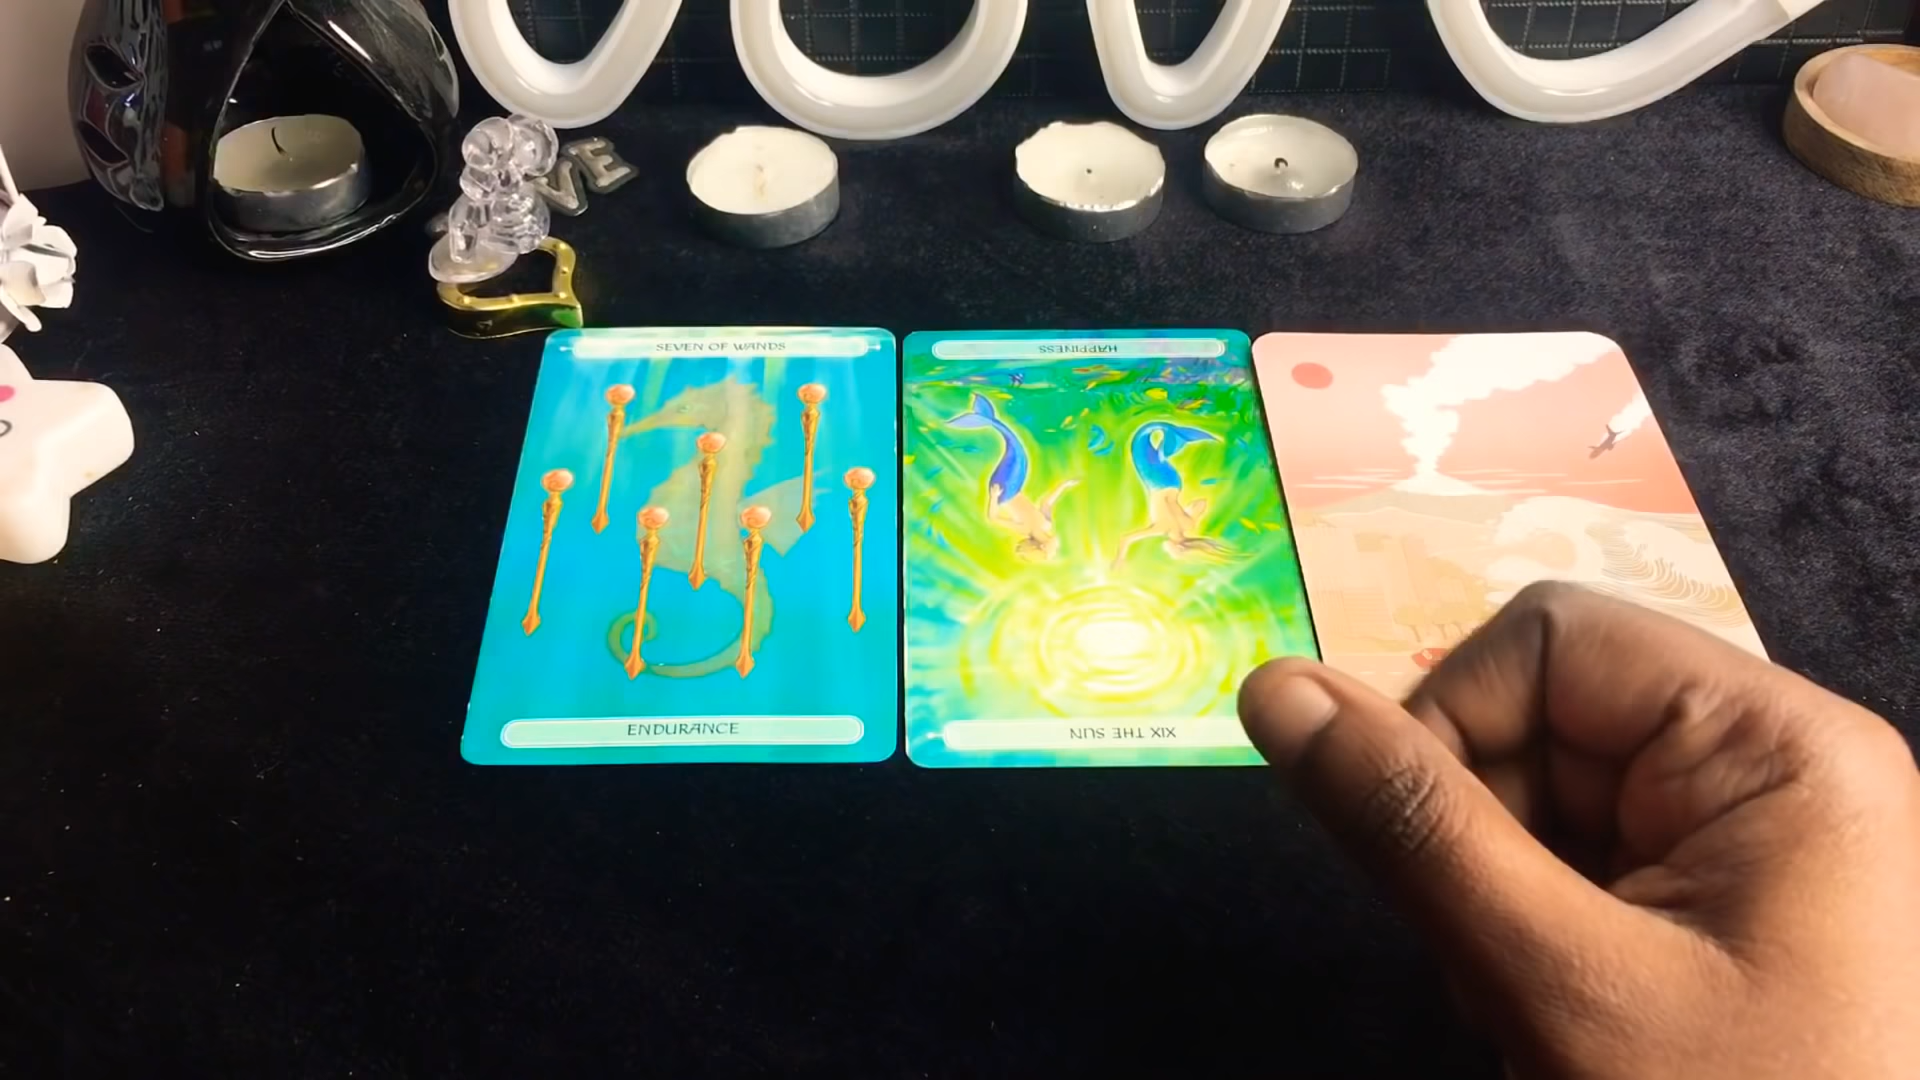 VE
SEVEN OF WANDS
HAPPINESS
ENDURANCE
XIX THE SUN